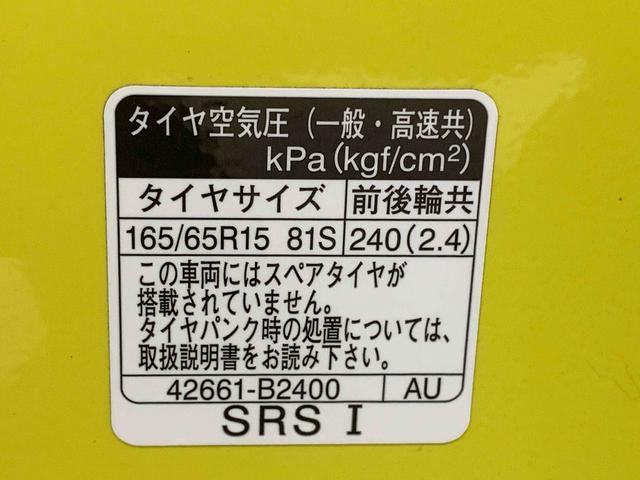 タイヤ空気圧(一般・高速共)
kPa(kgf/cm²)
タイヤサイズ 前後輪共
165/65R15 81S 240(2.4)
この車両にはスペアタイヤが
搭載されていません。
タイヤパンク時の処置については、
取扱説明書をお読み下さい。
42661-B2400 AU
SRS I